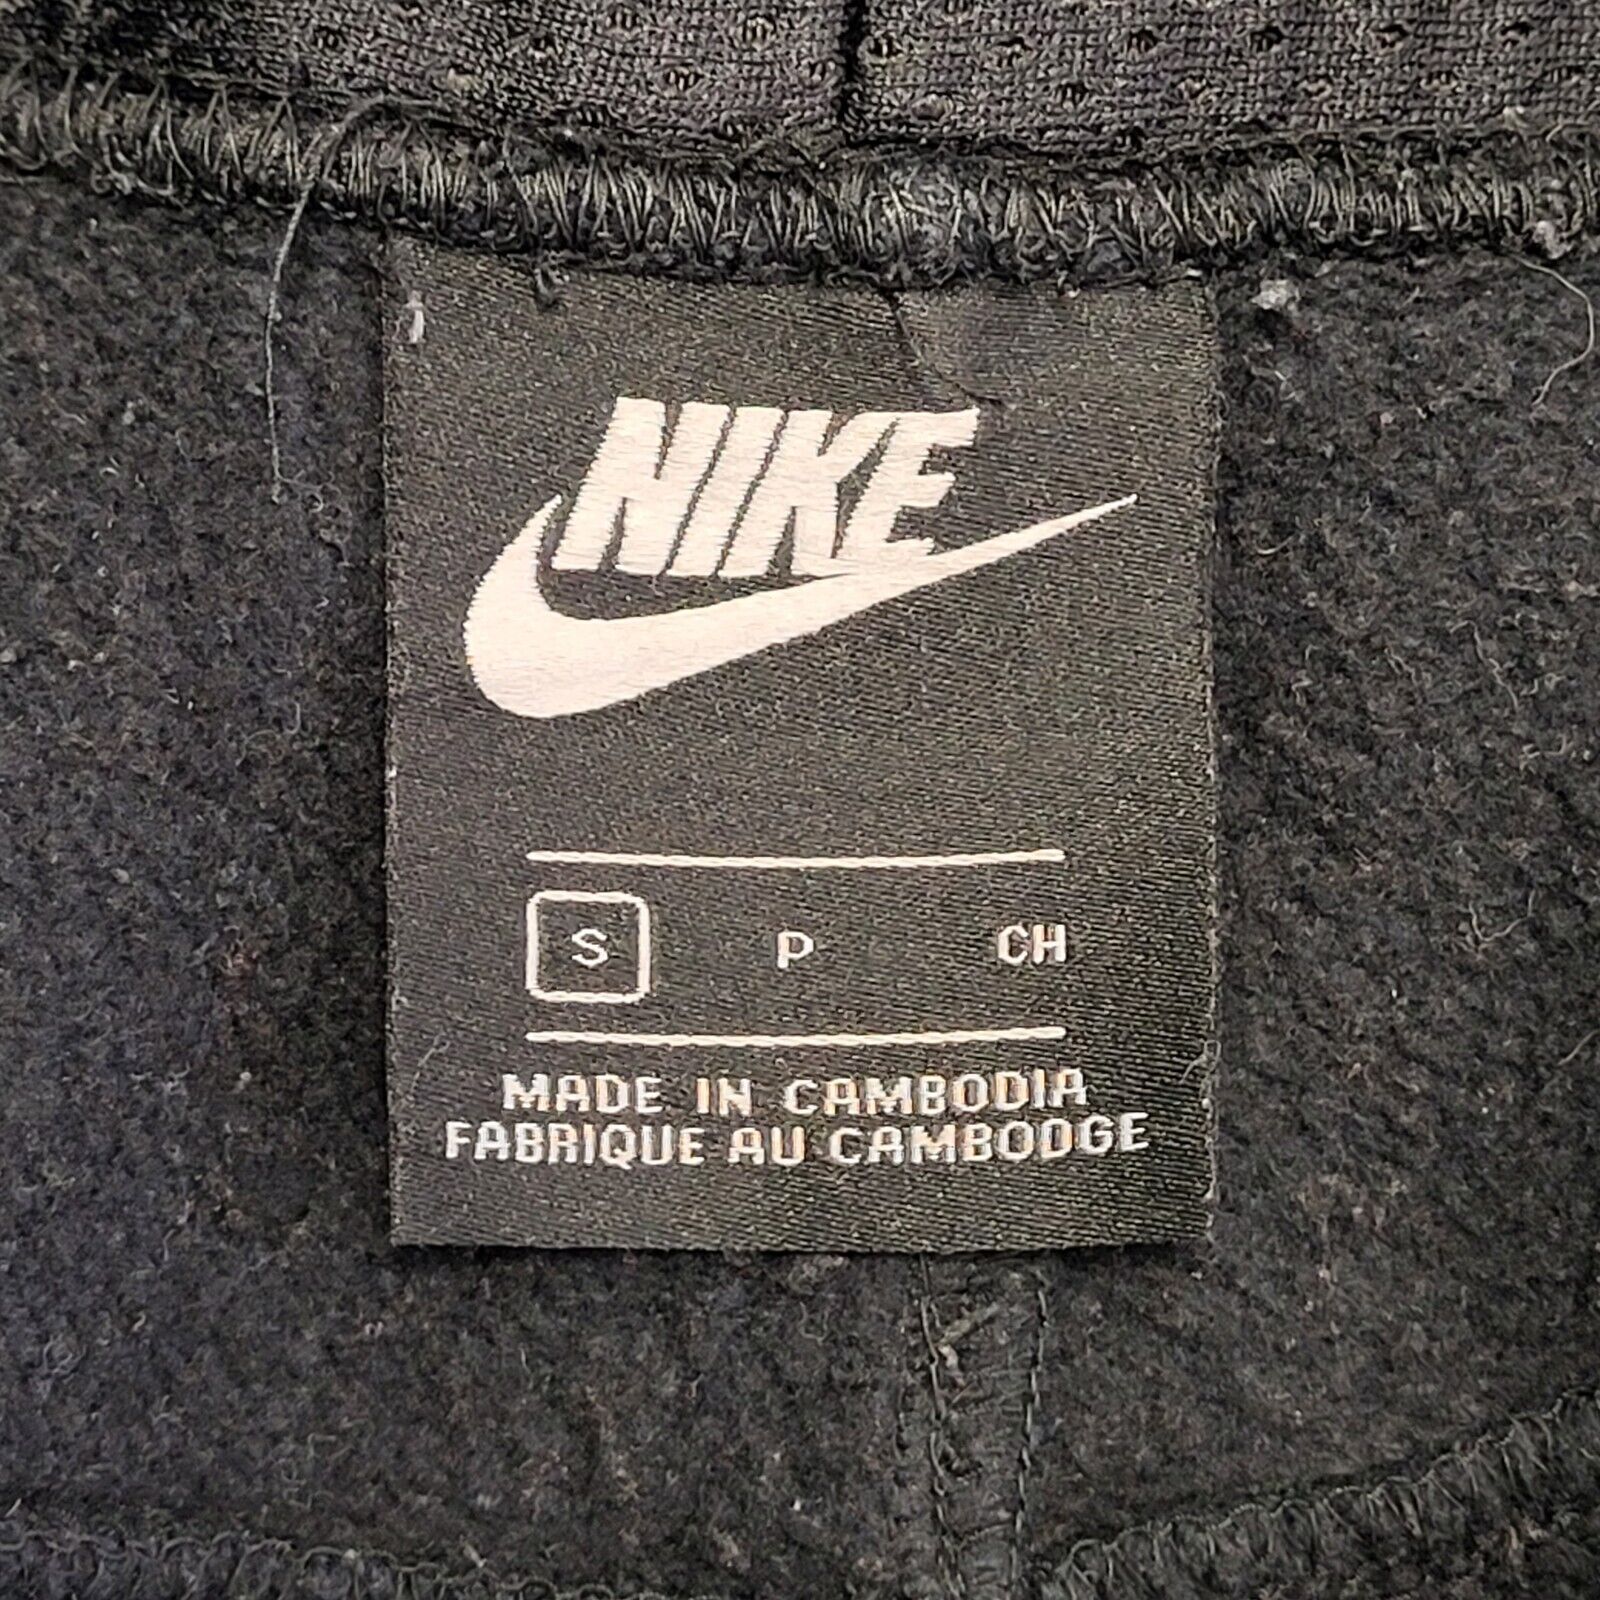 NIKE
S P CH
MADE IN CAMBODIA
FABRIQUE AU CAMBODGE